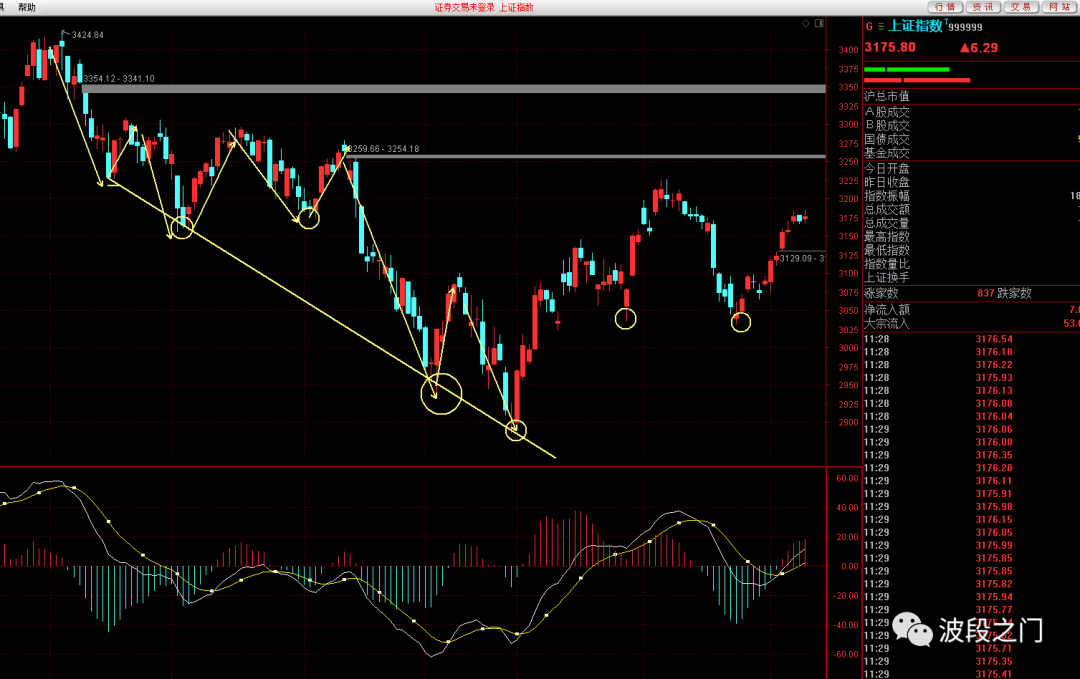 帮助
证券交易未登录 上证指数
行情 资讯 交易 网站
3424.84
3354.12 - 3341.10
3259.66 - 3254.18
3129.09 - 3
3400
3375
3350
3325
3300
3275
3250
3225
3200
3175
3150
3125
3100
3075
3050
3025
3000
2975
2950
2925
2900
60.00
40.00
20.00
0.00
-20.00
-40.00
-60.00
G 上证指数 999999
3175.80 ▲6.29
沪总市值
A股成交
B股成交
国债成交
基金成交
今日开盘
昨日收盘
指数振幅 18
总成交额
总成交量
最高指数
最低指数
指数量比
上证换手
涨家数 837 跌家数
净流入额 7.
大宗流入 53.
11:28 3176.54
11:28 3176.10
11:28 3176.22
11:28 3175.93
11:28 3176.13
11:28 3176.08
11:28 3176.04
11:29 3176.06
11:29 3176.00
11:29 3176.35
11:29 3176.20
11:29 3176.11
11:29 3175.91
11:29 3175.98
11:29 3176.15
11:29 3176.05
11:29 3175.99
11:29 3175.85
11:29 3175.85
11:29 3175.82
11:29 3175.94
11:29 3175.77
11:29
11:29
11:29 3175.71
11:29 3175.35
11:29 3175.41
波段之门